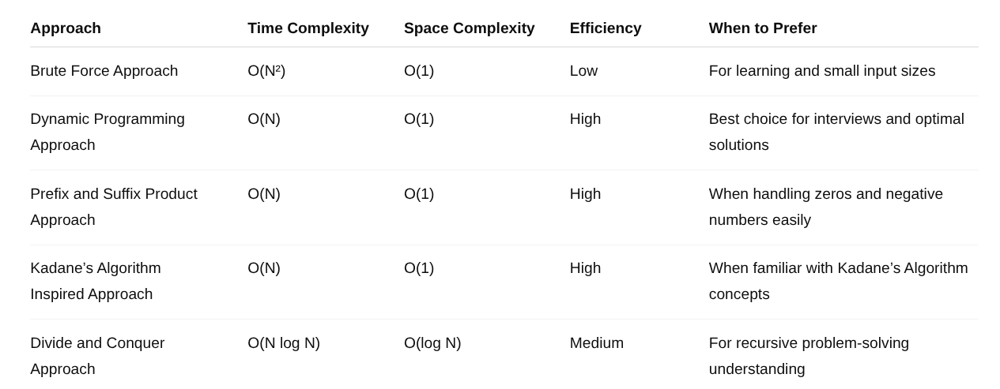 Approach Time Complexity Space Complexity Efficiency When to Prefer
Brute Force Approach O(N²) O(1) Low For learning and small input sizes
Dynamic Programming O(N) O(1) High Best choice for interviews and optimal
Approach solutions
Prefix and Suffix Product O(N) O(1) High When handling zeros and negative
Approach numbers easily
Kadane’s Algorithm O(N) O(1) High When familiar with Kadane’s Algorithm
Inspired Approach concepts
Divide and Conquer O(N log N) O(log N) Medium For recursive problem-solving
Approach understanding